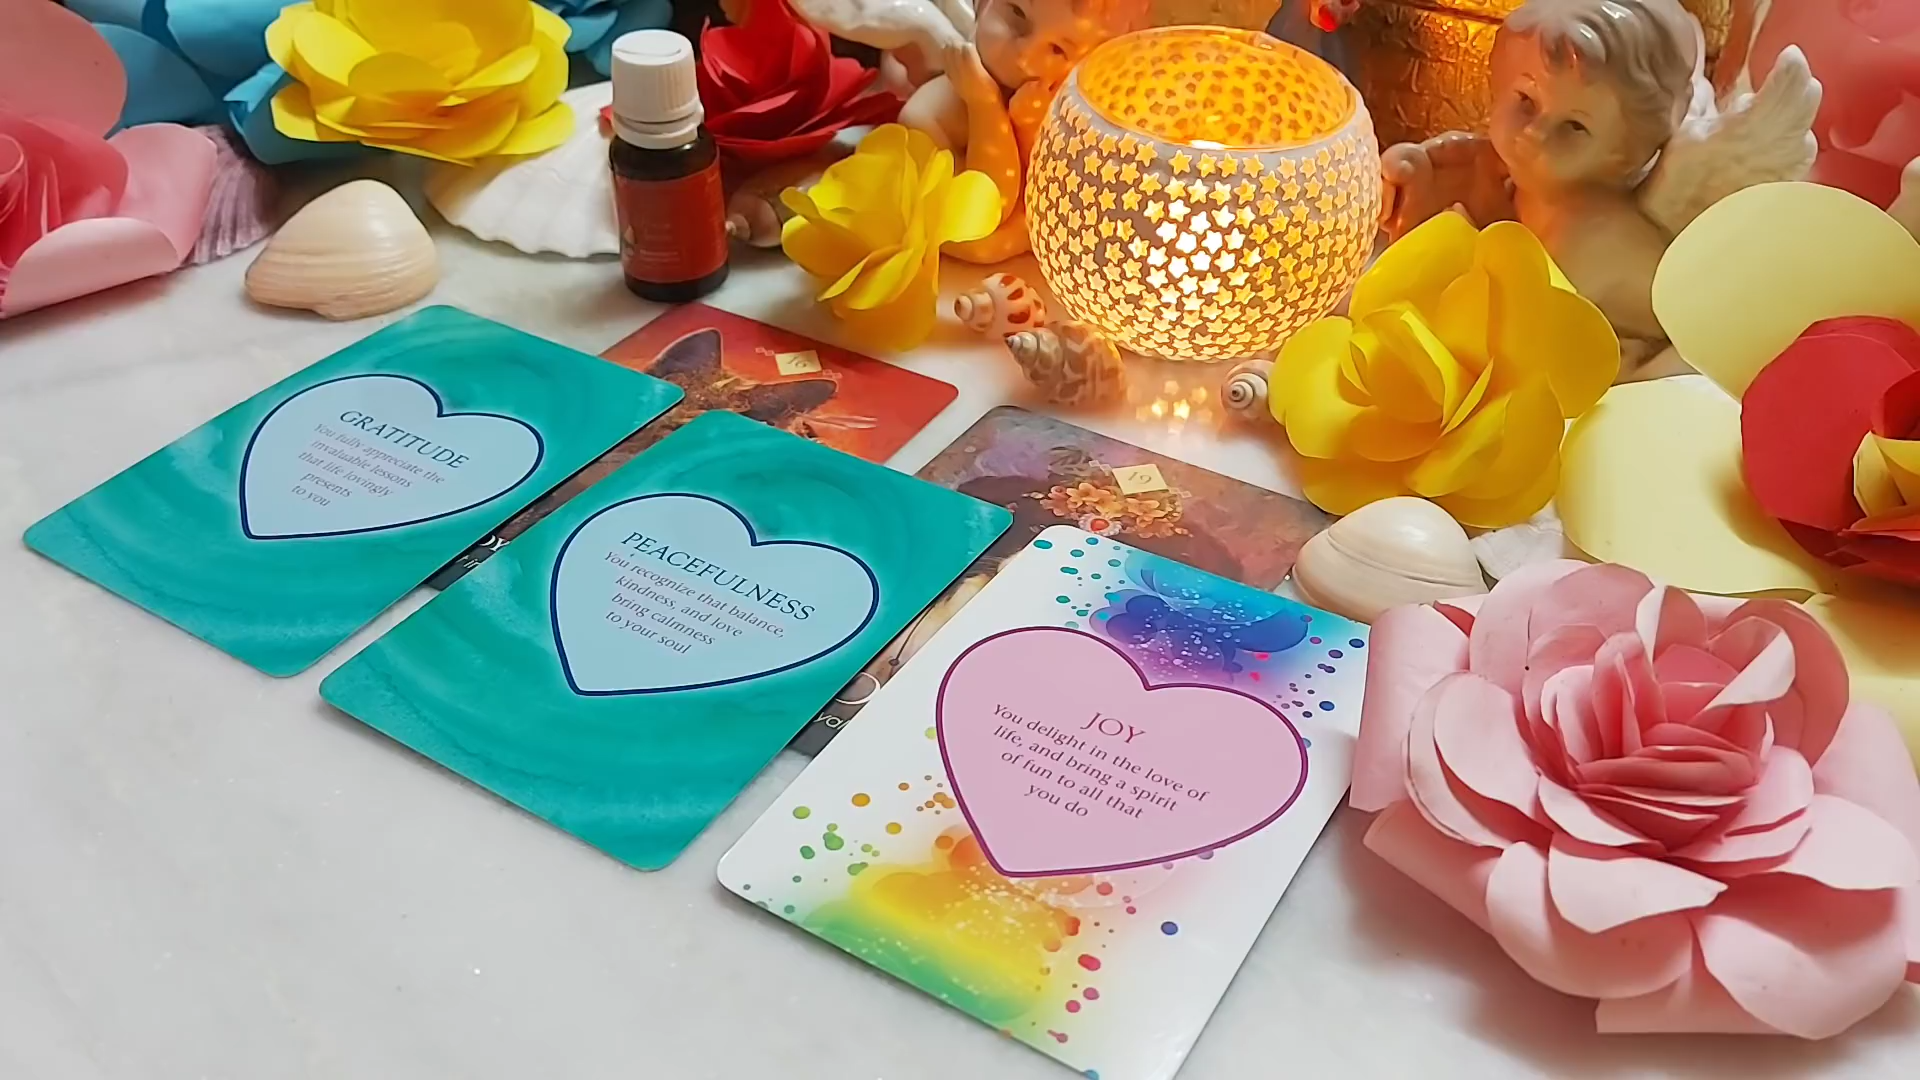 GRATITUDE
You fully appreciate the
invaluable lessons
that life lovingly
presents
to you
16
PEACEFULNESS
You recognize that balance,
kindness, and love
bring calmness
to your soul
19
JOY
You delight in the love of
life, and bring a spirit
of fun to all that
you do